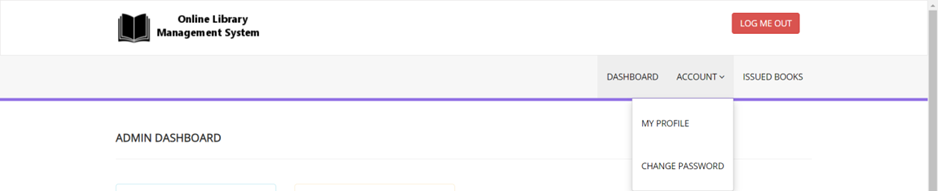 Online Library
Management System
LOG ME OUT
DASHBOARD ACCOUNT ISSUED BOOKS
MY PROFILE
ADMIN DASHBOARD
CHANGE PASSWORD